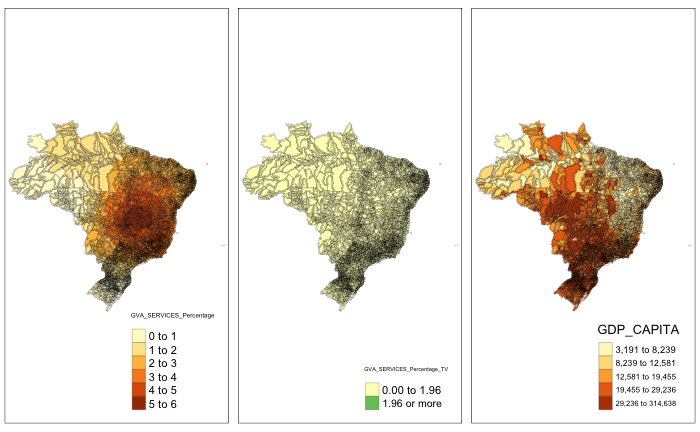 GVA_SERVICES_Percentage
0 to 1
1 to 2
2 to 3
3 to 4
4 to 5
5 to 6
GVA_SERVICES_Percentage_TV
0.00 to 1.96
1.96 or more
GDP_CAPITA
3,191 to 8,239
8,239 to 12,581
12,581 to 19,455
19,455 to 29,236
29,236 to 314,638